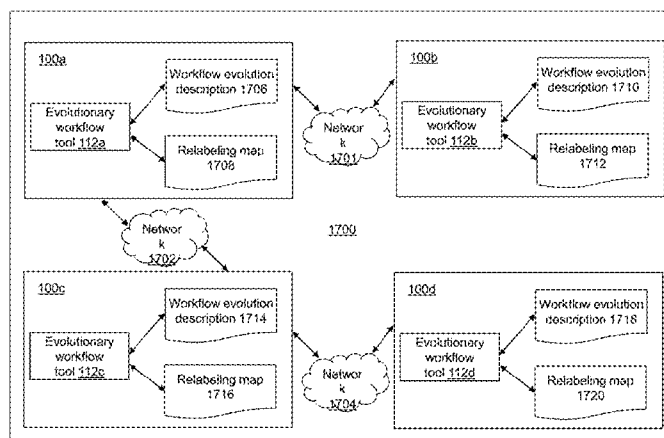 100a
Workflow evolution
description 1706
Evolutionary
workflow
tool 112a
Relabeling map
1708
Networ
k
1701
100b
Workflow evolution
description 1710
Evolutionary
workflow
tool 112b
Relabeling map
1712
Networ
k
1702
1700
100c
Workflow evolution
description 1714
Evolutionary
workflow
tool 112c
Relabeling map
1716
Networ
k
1704
100d
Workflow evolution
description 1718
Evolutionary
workflow
tool 112d
Relabeling map
1720